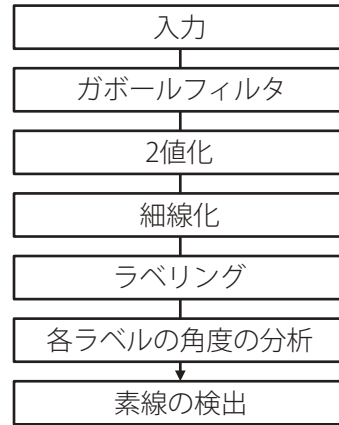 入力
ガボールフィルタ
2値化
細線化
ラベリング
各ラベルの角度の分析
素線の検出